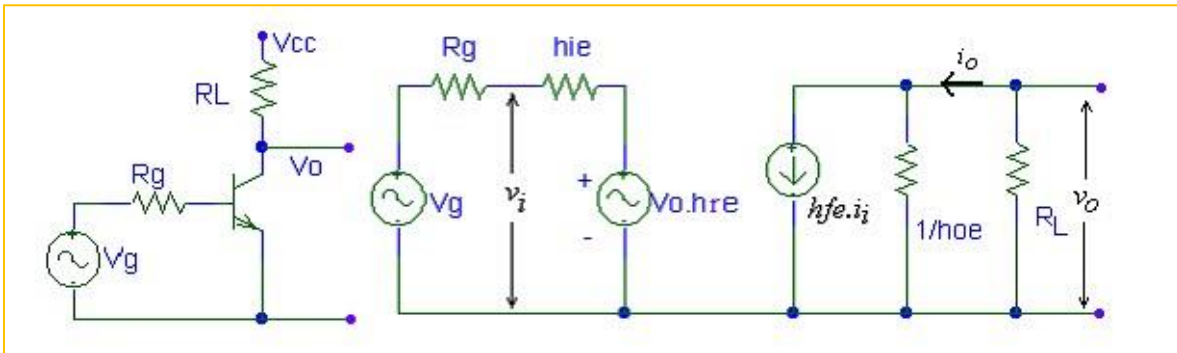 Vcc
RL
Vo
Rg
Vg
Rg
hie
Vg
vi
+
Vo.hre
-
hfe.ii
1/hoe
io
RL
vo